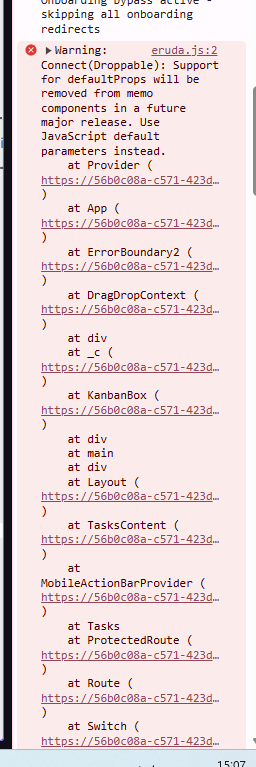 Onboarding bypass active -
skipping all onboarding
redirects
Warning: eruda.js:2
Connect(Droppable): Support
for defaultProps will be
removed from memo
components in a future
major release. Use
JavaScript default
parameters instead.
at Provider (
https://56b0c08a-c571-423d…
)
at App (
https://56b0c08a-c571-423d…
)
at ErrorBoundary2 (
https://56b0c08a-c571-423d…
)
at DragDropContext (
https://56b0c08a-c571-423d…
)
at div
at _c (
https://56b0c08a-c571-423d…
)
at KanbanBox (
https://56b0c08a-c571-423d…
)
at div
at main
at div
at Layout (
https://56b0c08a-c571-423d…
)
at TasksContent (
https://56b0c08a-c571-423d…
)
at
MobileActionBarProvider (
https://56b0c08a-c571-423d…
)
at Tasks
at ProtectedRoute (
https://56b0c08a-c571-423d…
)
at Route (
https://56b0c08a-c571-423d…
)
at Switch (
https://56b0c08a-c571-423d…
15:07